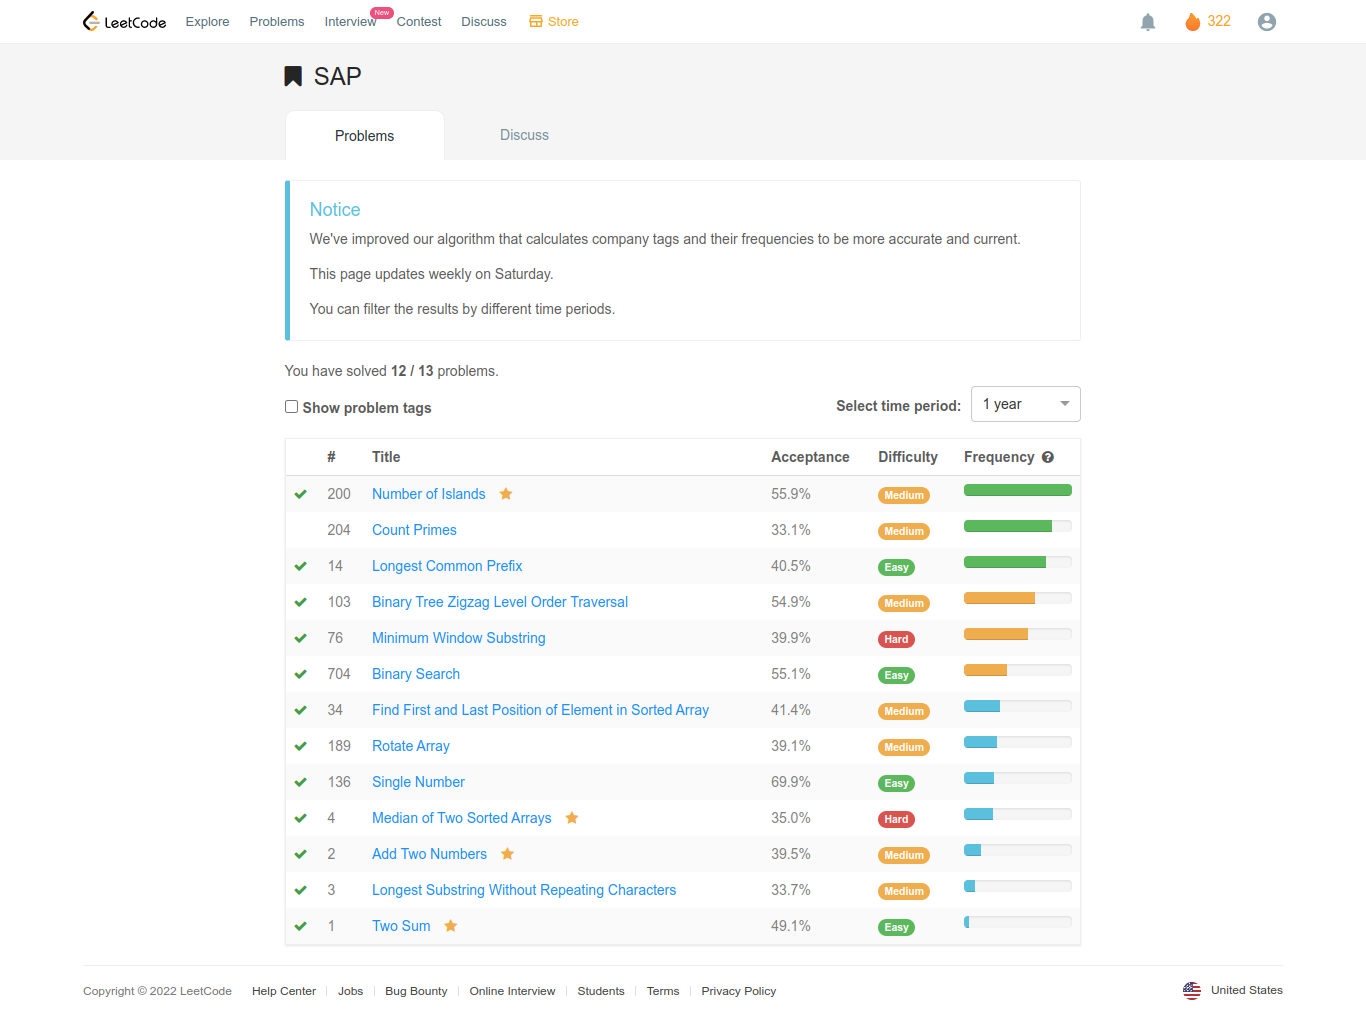 LeetCode Explore Problems Interview New Contest Discuss Store 322
SAP
Problems Discuss
Notice
We've improved our algorithm that calculates company tags and their frequencies to be more accurate and current.
This page updates weekly on Saturday.
You can filter the results by different time periods.
You have solved 12 / 13 problems.
Show problem tags Select time period: 1 year
# Title Acceptance Difficulty Frequency ?
200 Number of Islands 55.9% Medium
204 Count Primes 33.1% Medium
14 Longest Common Prefix 40.5% Easy
103 Binary Tree Zigzag Level Order Traversal 54.9% Medium
76 Minimum Window Substring 39.9% Hard
704 Binary Search 55.1% Easy
34 Find First and Last Position of Element in Sorted Array 41.4% Medium
189 Rotate Array 39.1% Medium
136 Single Number 69.9% Easy
4 Median of Two Sorted Arrays 35.0% Hard
2 Add Two Numbers 39.5% Medium
3 Longest Substring Without Repeating Characters 33.7% Medium
1 Two Sum 49.1% Easy
Copyright © 2022 LeetCode Help Center Jobs Bug Bounty Online Interview Students Terms Privacy Policy United States